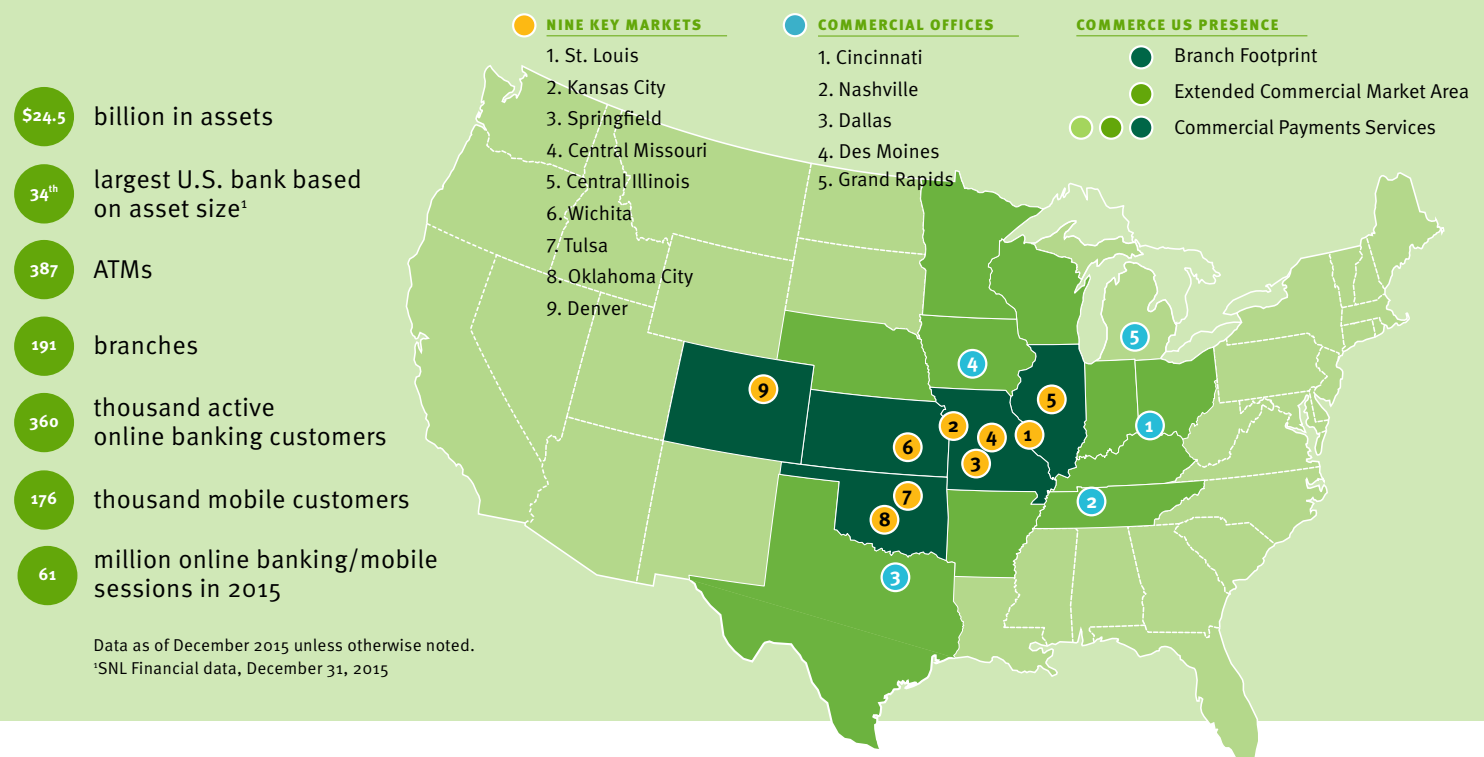 $24.5 billion in assets
34th largest U.S. bank based
on asset size1
387 ATMs
191 branches
360 thousand active
online banking customers
176 thousand mobile customers
61 million online banking/mobile
sessions in 2015
Data as of December 2015 unless otherwise noted.
1SNL Financial data, December 31, 2015
NINE KEY MARKETS
1. St. Louis
2. Kansas City
3. Springfield
4. Central Missouri
5. Central Illinois
6. Wichita
7. Tulsa
8. Oklahoma City
9. Denver
COMMERCIAL OFFICES
1. Cincinnati
2. Nashville
3. Dallas
4. Des Moines
5. Grand Rapids
COMMERCE US PRESENCE
Branch Footprint
Extended Commercial Market Area
Commercial Payments Services
5
4
9
5
2
4
1
1
6
3
7
2
8
3